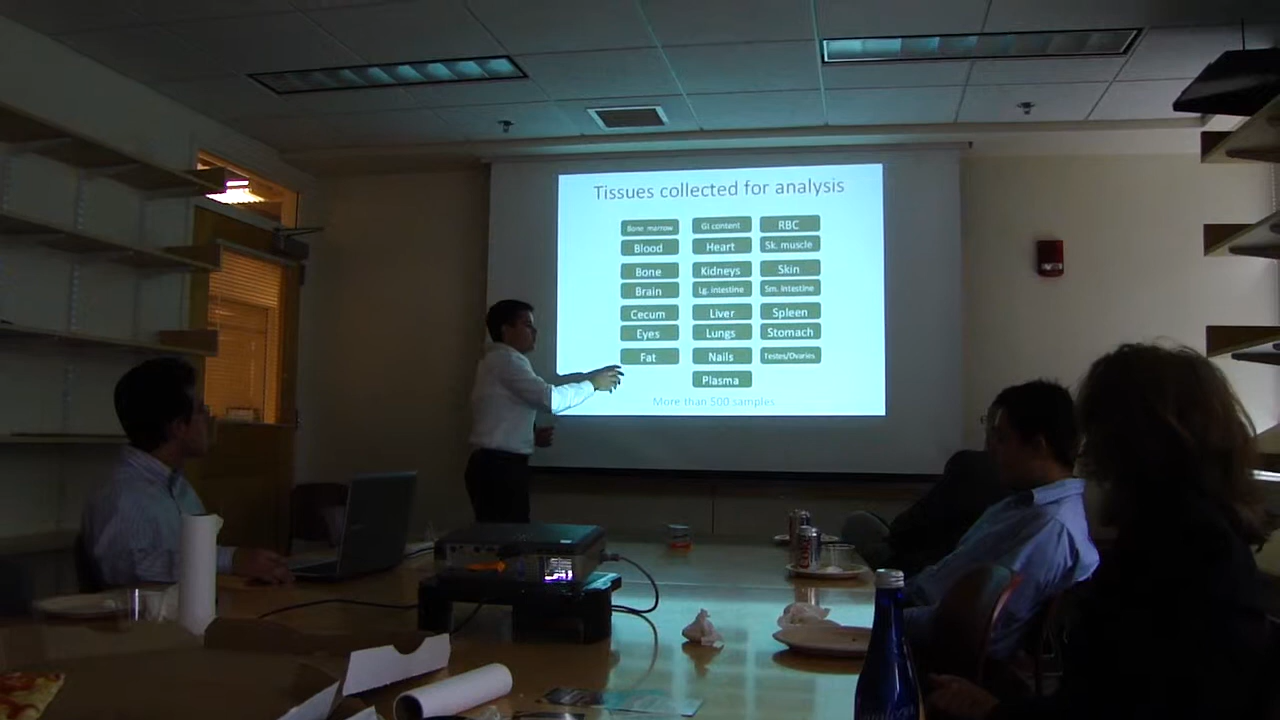 Tissues collected for analysis
Bone marrow GI content RBC
Blood Heart Sk. muscle
Bone Kidneys Skin
Brain Lg. intestine Sm. Intestine
Cecum Liver Spleen
Eyes Lungs Stomach
Fat Nails Testes/Ovaries
Plasma
More than 500 samples